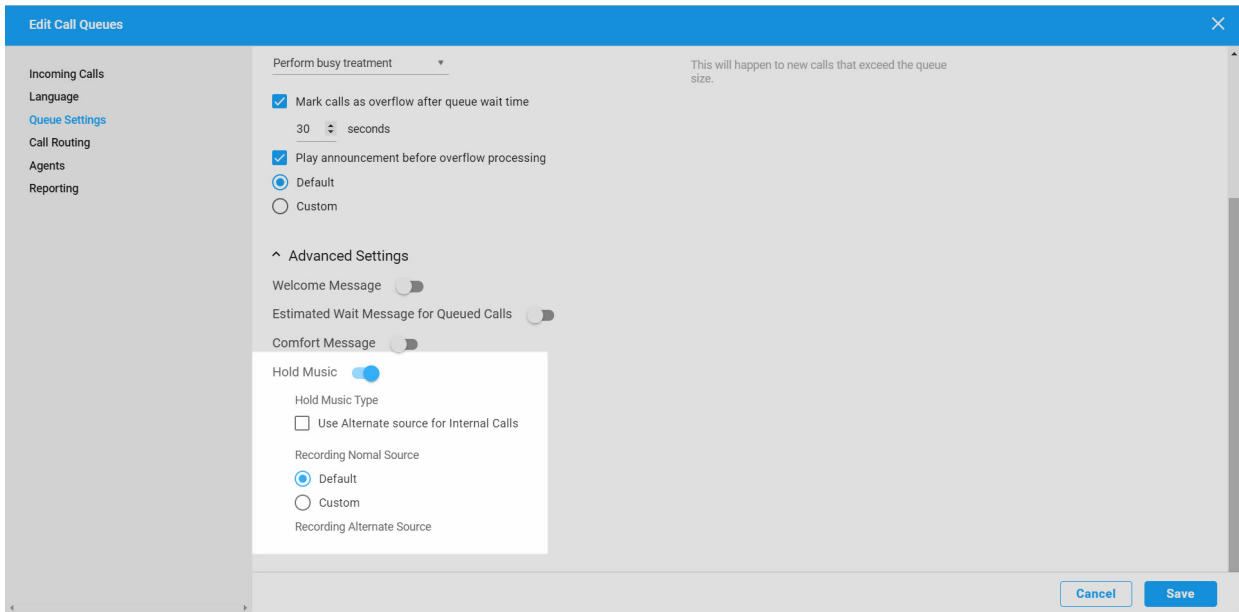 Edit Call Queues
Incoming Calls
Language
Queue Settings
Call Routing
Agents
Reporting
Perform busy treatment
This will happen to new calls that exceed the queue
size.
Mark calls as overflow after queue wait time
30 seconds
Play announcement before overflow processing
Default
Custom
Advanced Settings
Welcome Message
Estimated Wait Message for Queued Calls
Comfort Message
Hold Music
Hold Music Type
Use Alternate source for Internal Calls
Recording Nomal Source
Default
Custom
Recording Alternate Source
Cancel
Save